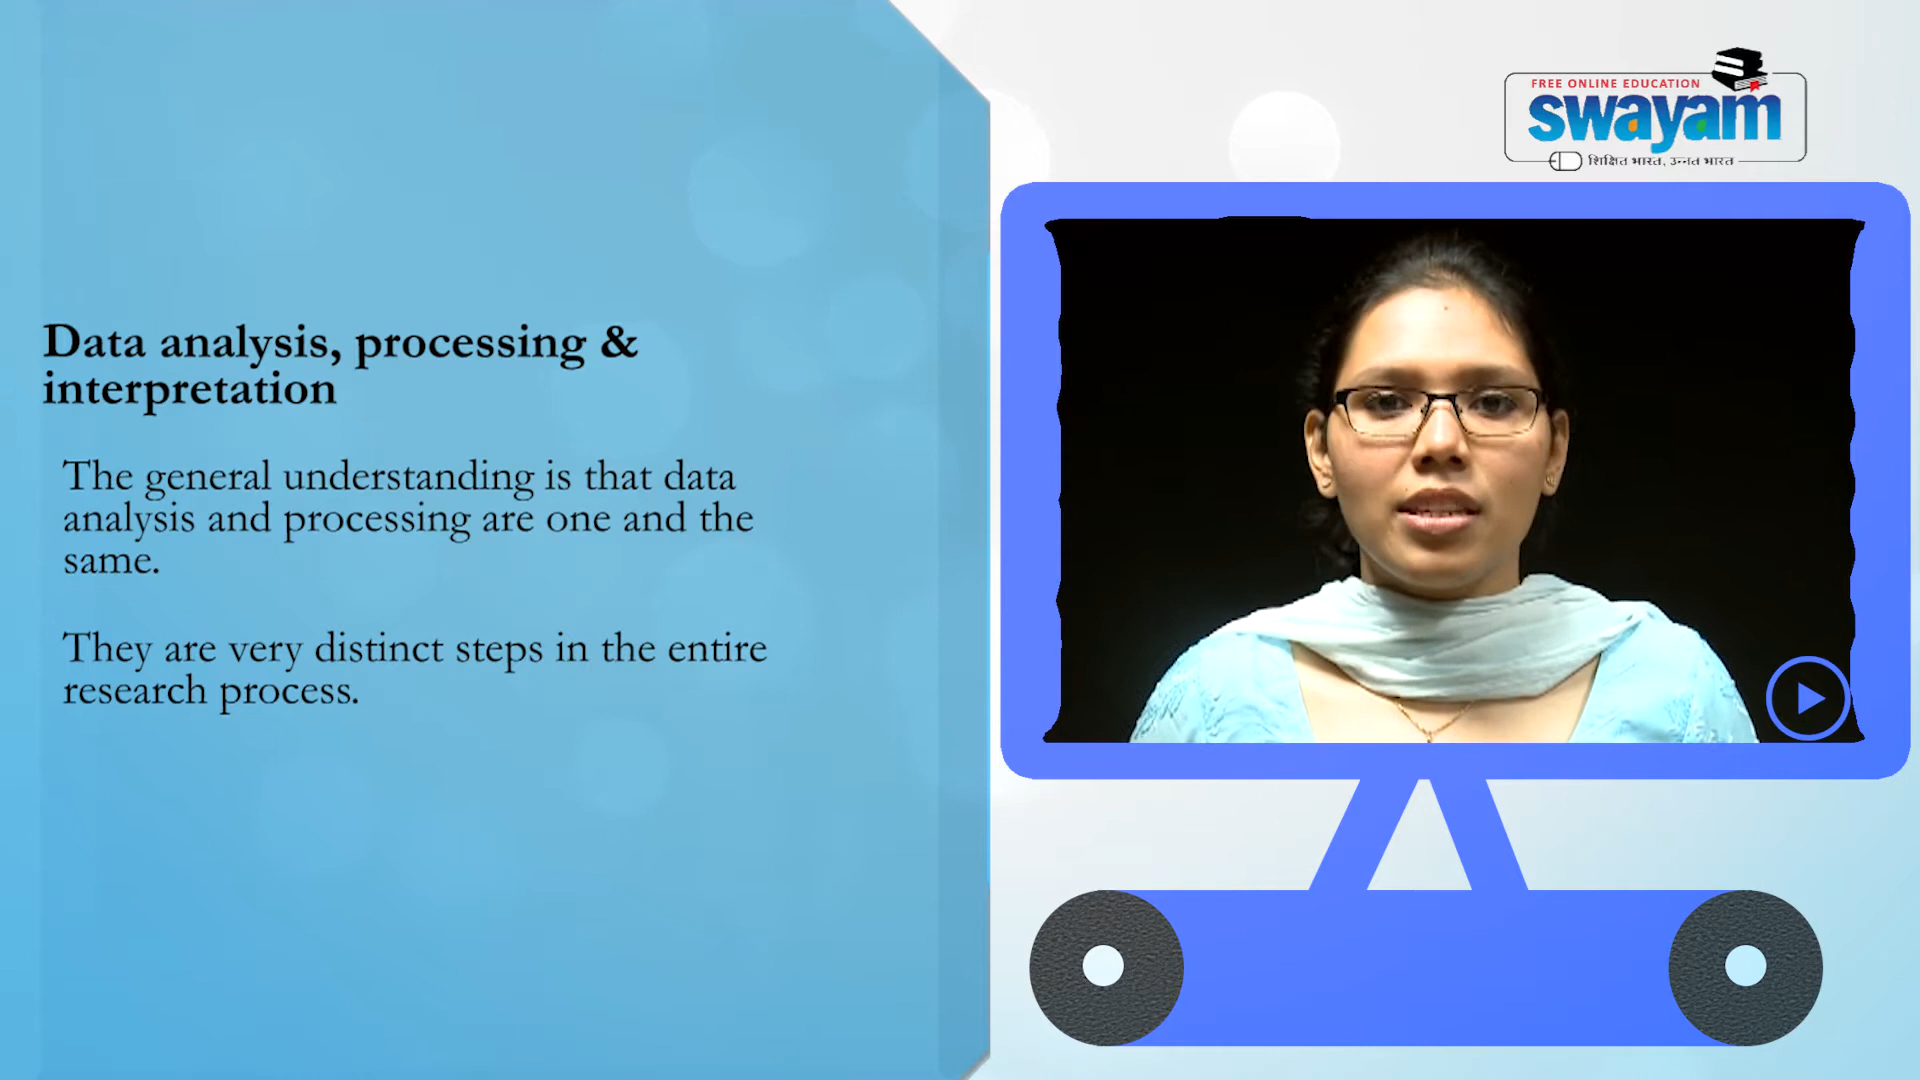 Data analysis, processing &
interpretation
The general understanding is that data
analysis and processing are one and the
same.
They are very distinct steps in the entire
research process.
FREE ONLINE EDUCATION
swayam
शिक्षित भारत, उन्नत भारत